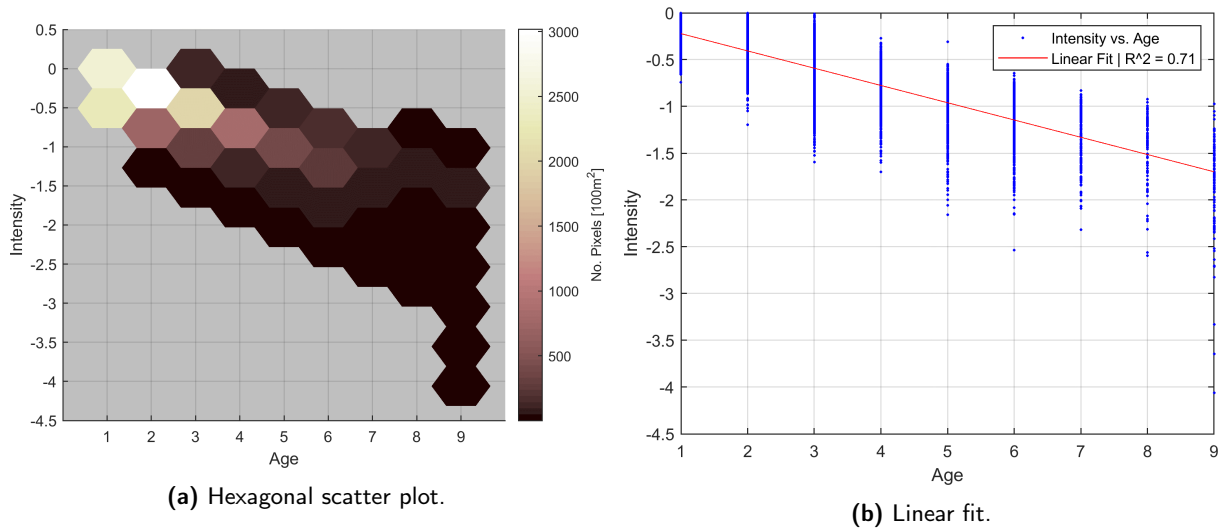 0.5
0
-0.5
-1
-1.5
-2
-2.5
-3
-3.5
-4
-4.5
Intensity
1 2 3 4 5 6 7 8 9
Age
3000
2500
2000
1500
1000
500
No. Pixels [100m²]
(a) Hexagonal scatter plot.
0
-0.5
-1
-1.5
-2
-2.5
-3
-3.5
-4
-4.5
Intensity
Intensity vs. Age
Linear Fit | R^2 = 0.71
1 2 3 4 5 6 7 8 9
Age
(b) Linear fit.